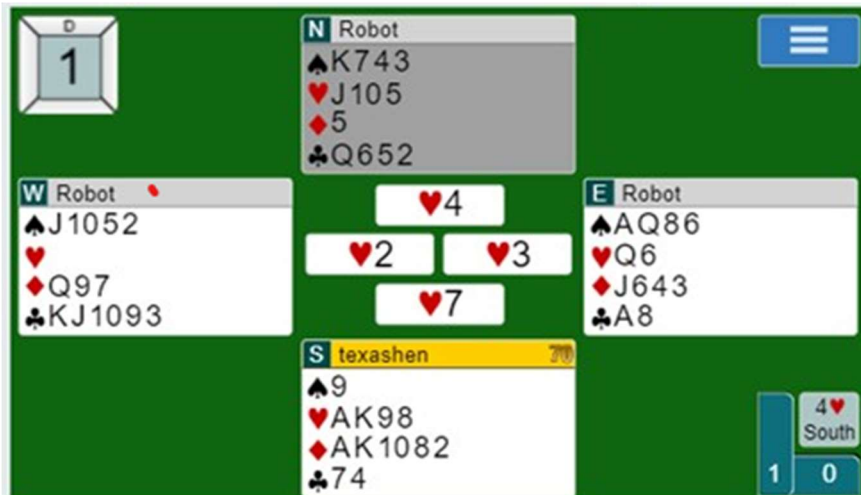 D
1
N Robot
♠K743
♥J105
♦5
♣Q652
W Robot
♠J1052
♥
♦Q97
♣KJ1093
♥4
♥2 ♥3
♥7
E Robot
♠AQ86
♥Q6
♦J643
♣A8
S texashen 70
♠9
♥AK98
♦AK1082
♣74
4♥
South
1 0